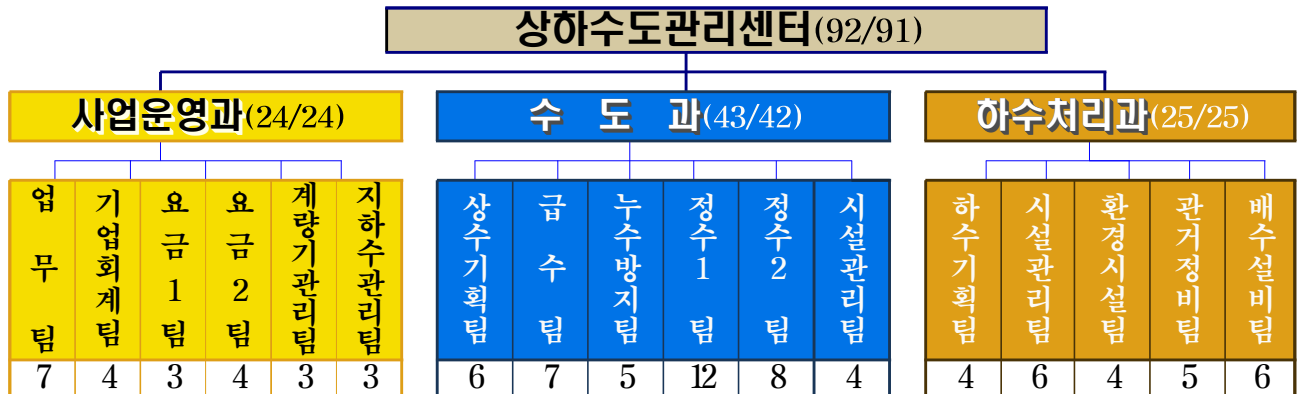 상하수도관리센터(92/91)
사업운영과(24/24)
수 도 과(43/42)
하수처리과(25/25)
업무팀
기업회계팀
요금1팀
요금2팀
계량기관리팀
지하수관리팀
상수기획팀
급수팀
누수방지팀
정수1팀
정수2팀
시설관리팀
하수기획팀
시설관리팀
환경시설팀
관거정비팀
배수설비팀
7 4 3 4 3 3 6 7 5 12 8 4 4 6 4 5 6